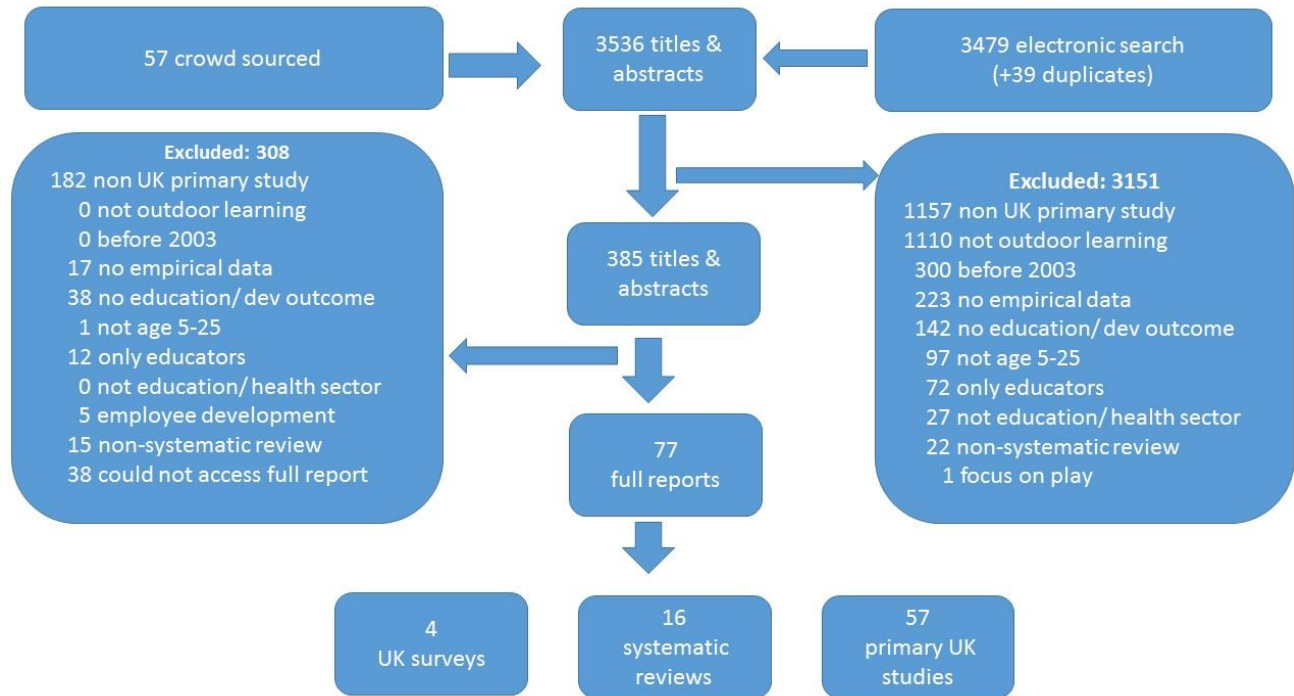 57 crowd sourced
3536 titles &
abstracts
3479 electronic search
(+39 duplicates)
Excluded: 308
182 non UK primary study
0 not outdoor learning
0 before 2003
17 no empirical data
38 no education/ dev outcome
1 not age 5-25
12 only educators
0 not education/ health sector
5 employee development
15 non-systematic review
38 could not access full report
385 titles &
abstracts
Excluded: 3151
1157 non UK primary study
1110 not outdoor learning
300 before 2003
223 no empirical data
142 no education/ dev outcome
97 not age 5-25
72 only educators
27 not education/ health sector
22 non-systematic review
1 focus on play
77
full reports
4
UK surveys
16
systematic
reviews
57
primary UK
studies